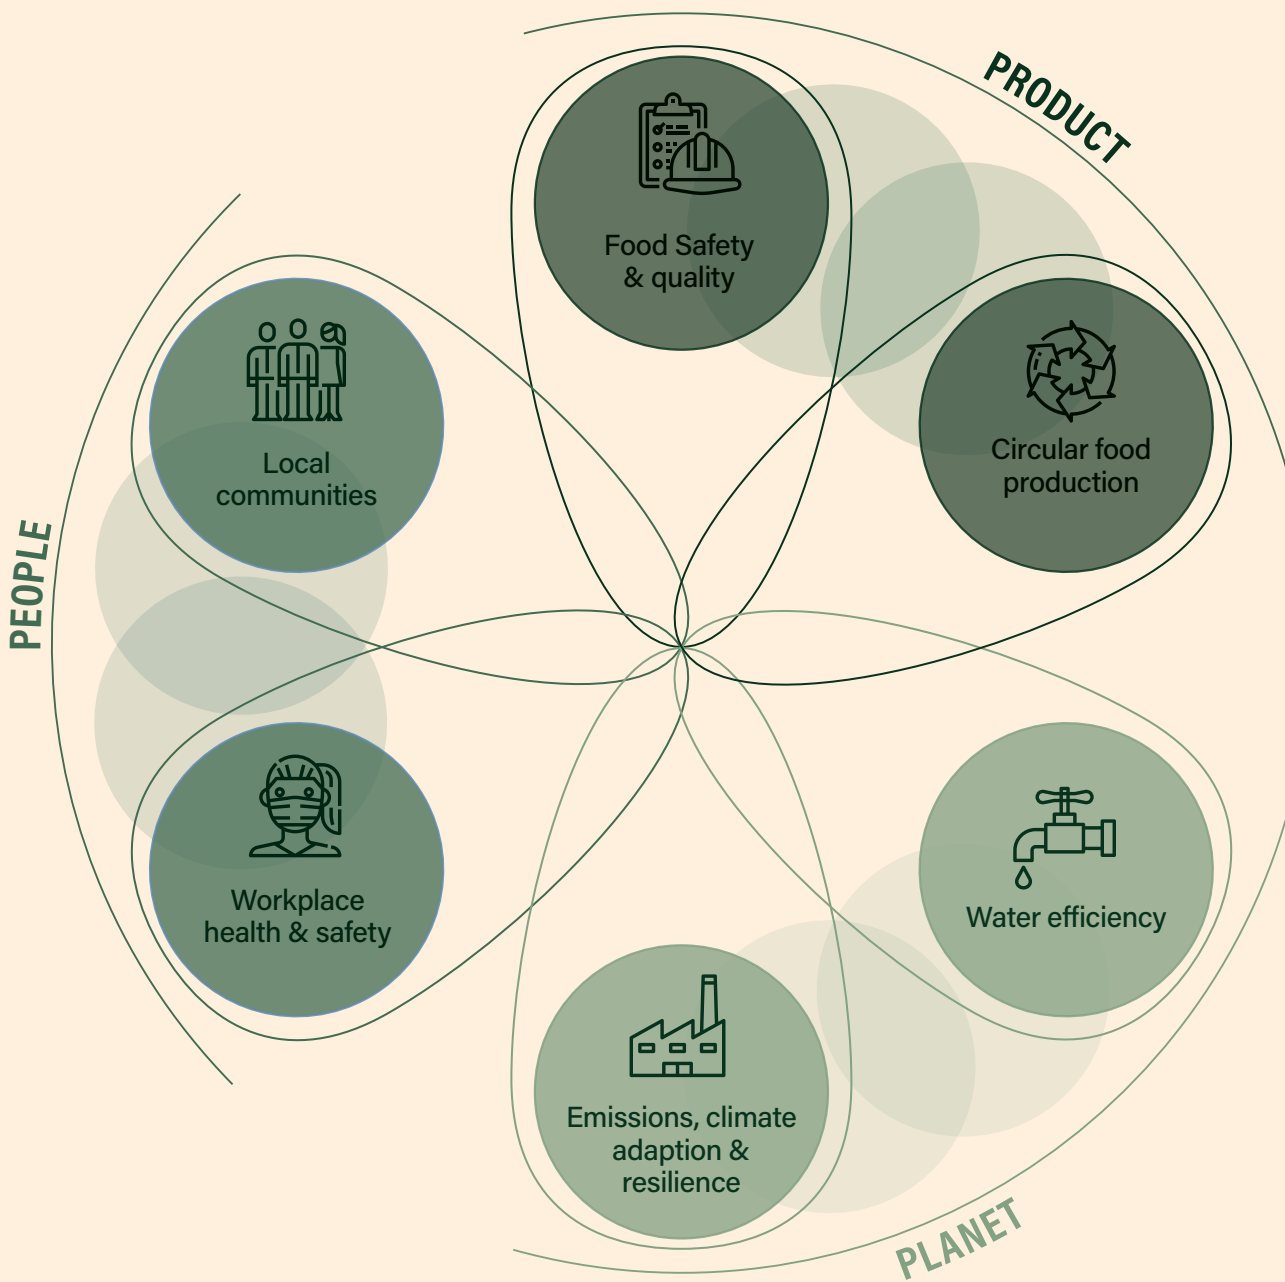 PRODUCT
Food Safety
& quality
Circular food
production
Local
communities
PEOPLE
Workplace
health & safety
Water efficiency
Emissions, climate
adaption &
resilience
PLANET